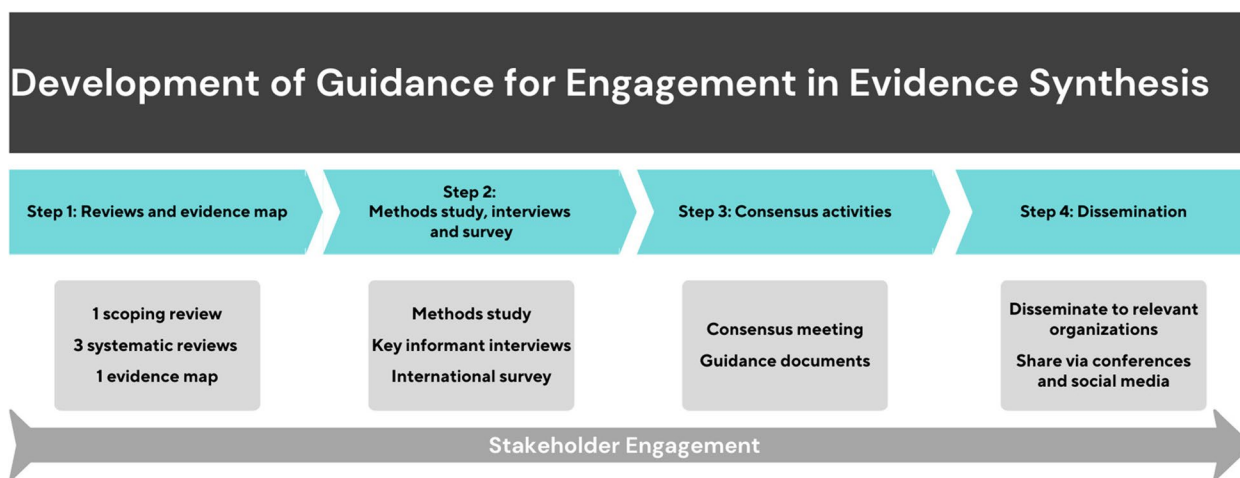 Development of Guidance for Engagement in Evidence Synthesis
Step 1: Reviews and evidence map
Step 2:
Methods study, interviews
and survey
Step 3: Consensus activities
Step 4: Dissemination
1 scoping review
3 systematic reviews
1 evidence map
Methods study
Key informant interviews
International survey
Consensus meeting
Guidance documents
Disseminate to relevant
organizations
Share via conferences
and social media
Stakeholder Engagement